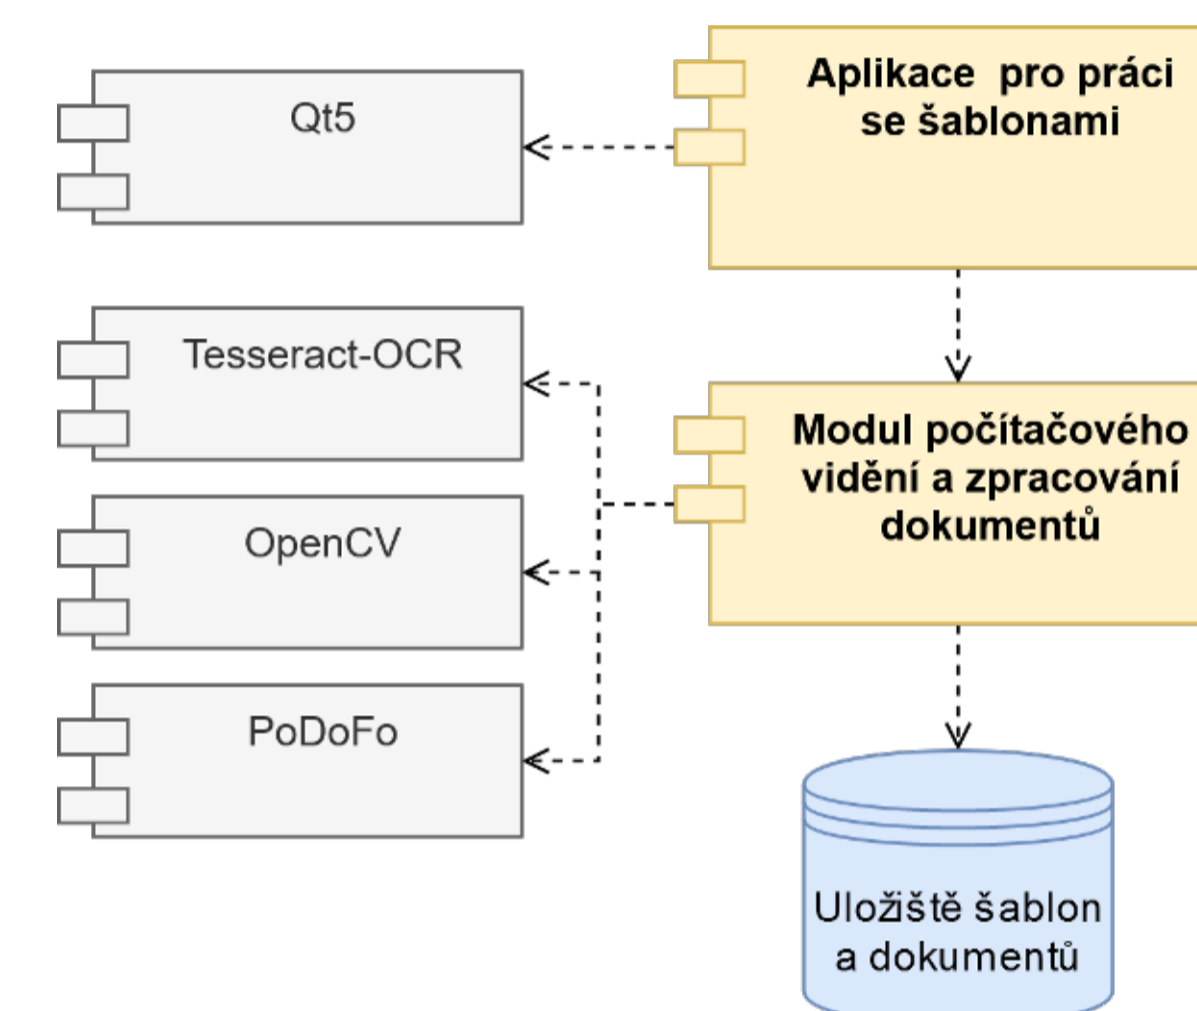 Qt5
Aplikace pro práci
se šablonami
Tesseract-OCR
Modul počítačového
vidění a zpracování
dokumentů
OpenCV
PoDoFo
Uložiště šablon
a dokumentů